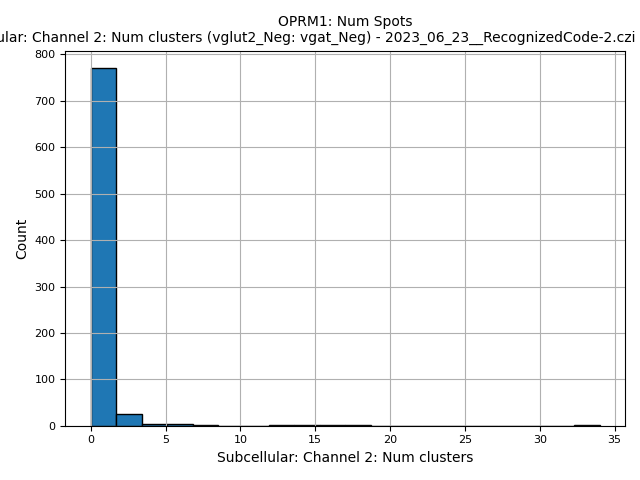 OPRM1: Num Spots
Channel 2: Num clusters (vglut2_Neg: vgat_Neg) - 2023_06_23__RecognizedCode-2.czi
800
700
600
500
400
300
200
100
0
Count
0 5 10 15 20 25 30 35
Subcellular: Channel 2: Num clusters